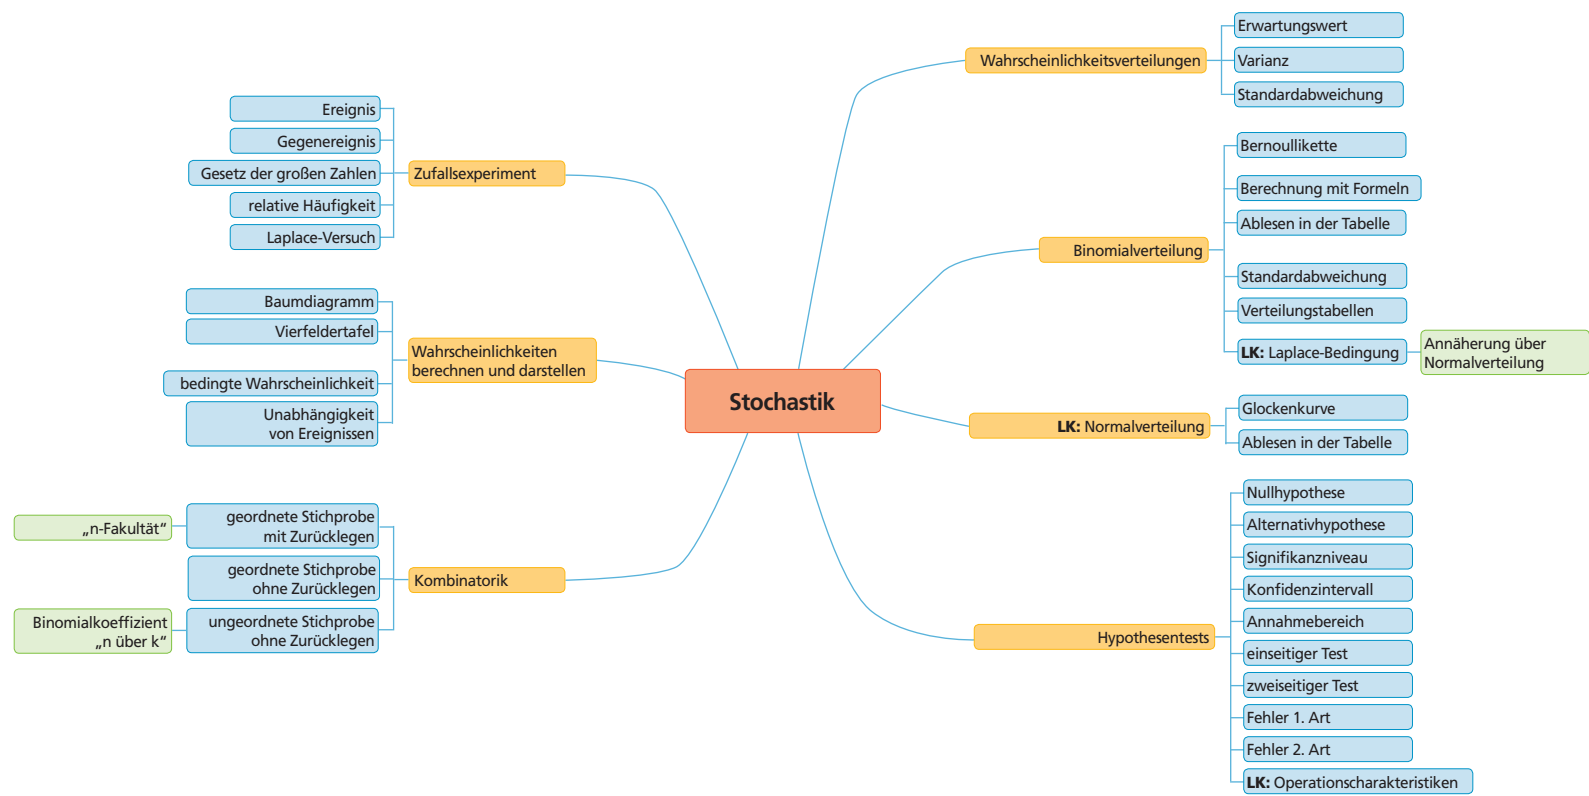 Stochastik
Zufallsexperiment
Ereignis
Gegenereignis
Gesetz der großen Zahlen
relative Häufigkeit
Laplace-Versuch
Wahrscheinlichkeiten
berechnen und darstellen
Baumdiagramm
Vierfeldertafel
bedingte Wahrscheinlichkeit
Unabhängigkeit
von Ereignissen
Kombinatorik
geordnete Stichprobe
mit Zurücklegen
„n-Fakultät“
geordnete Stichprobe
ohne Zurücklegen
ungeordnete Stichprobe
ohne Zurücklegen
Binomialkoeffizient
„n über k“
Wahrscheinlichkeitsverteilungen
Erwartungswert
Varianz
Standardabweichung
Binomialverteilung
Bernoullikette
Berechnung mit Formeln
Ablesen in der Tabelle
Standardabweichung
Verteilungstabellen
LK: Laplace-Bedingung
Annäherung über
Normalverteilung
LK: Normalverteilung
Glockenkurve
Ablesen in der Tabelle
Hypothesentests
Nullhypothese
Alternativhypothese
Signifikanzniveau
Konfidenzintervall
Annahmebereich
einseitiger Test
zweiseitiger Test
Fehler 1. Art
Fehler 2. Art
LK: Operationscharakteristiken